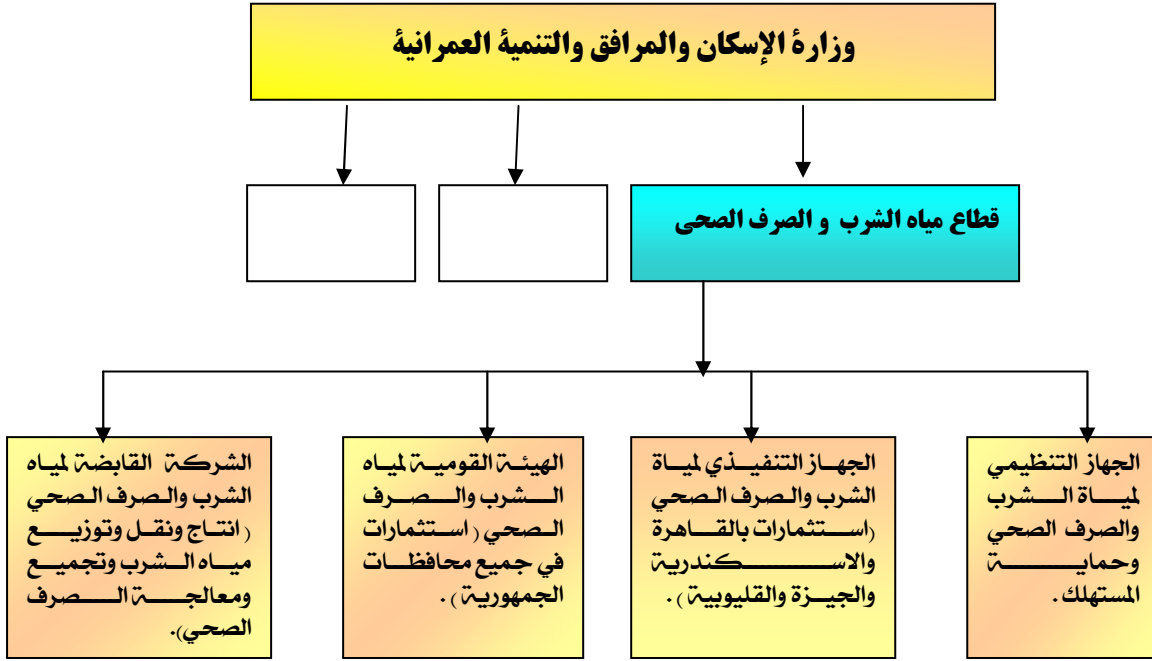 وزارة الإسكان والمرافق والتنمية العمرانية
قطاع مياه الشرب و الصرف الصحى
الجهاز التنظيمي
لمياة الشرب
والصرف الصحي
وحماية
المستهلك.
الجهاز التنفيذي لمياة
الشرب والصرف الصحي
(استثمارات بالقاهرة
والاسكندرية
والجيزة والقليوبية).
الهيئة القومية لمياه
الشرب والصرف
الصحي (استثمارات
في جميع محافظات
الجمهورية).
الشركة القابضة لمياه
الشرب والصرف الصحي
(انتاج ونقل وتوزيع
مياه الشرب وتجميع
ومعالجة الصرف
الصحي).